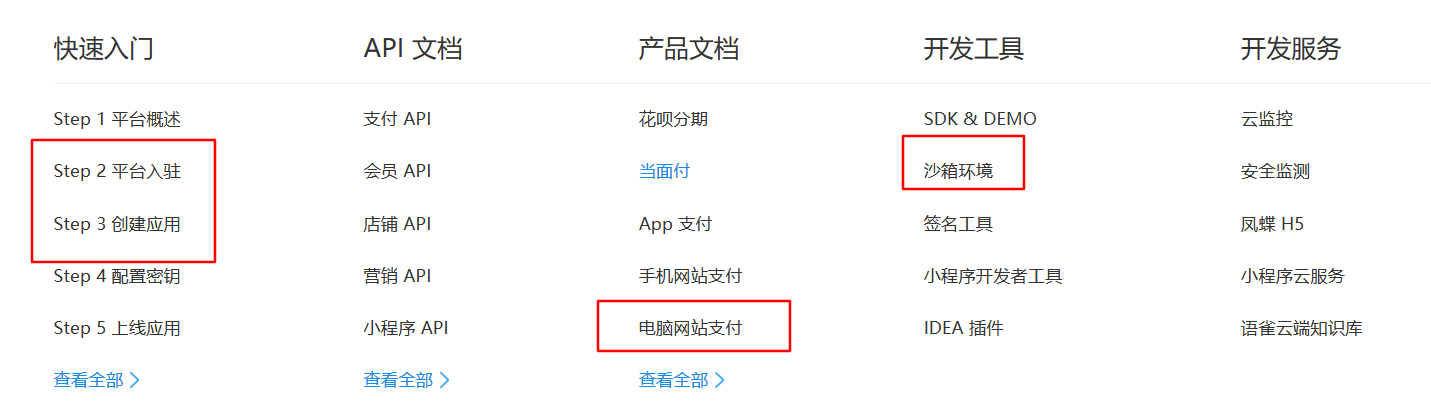 快速入门
Step 1 平台概述
Step 2 平台入驻
Step 3 创建应用
Step 4 配置密钥
Step 5 上线应用
查看全部
API 文档
支付 API
会员 API
店铺 API
营销 API
小程序 API
查看全部
产品文档
花呗分期
当面付
App 支付
手机网站支付
电脑网站支付
查看全部
开发工具
SDK & DEMO
沙箱环境
签名工具
小程序开发者工具
IDEA 插件
开发服务
云监控
安全监测
凤蝶 H5
小程序云服务
语雀云端知识库